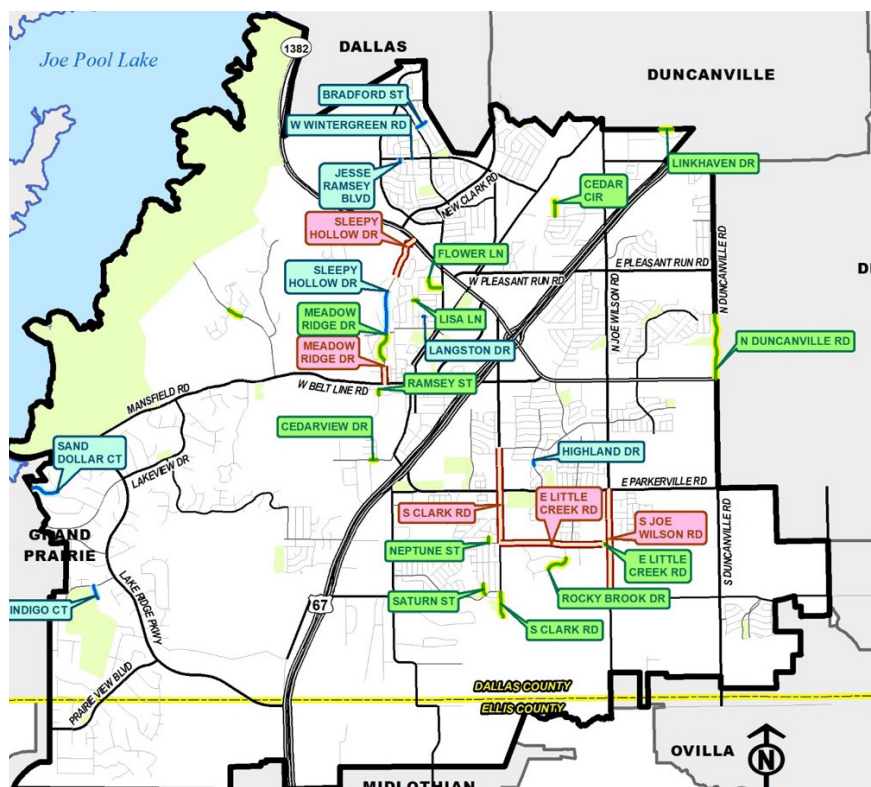 1382
DALLAS
Joe Pool Lake
DUNCANVILLE
BRADFORD ST
W WINTERGREEN RD
LINKHAVEN DR
JESSE
RAMSEY
BLVD
CEDAR
CIR
NEW CLARK RD
SLEEPY
HOLLOW DR
N DUNCANVILLE RD
FLOWER LN
E PLEASANT RUN RD
W PLEASANT RUN RD
SLEEPY
HOLLOW DR
N JOE WILSON RD
MEADOW
RIDGE DR
LISA LN
N DUNCANVILLE RD
MEADOW
RIDGE DR
LANGSTON DR
RAMSEY ST
W BELT LINE RD
MANSFIELD RD
CEDARVIEW DR
SAND
DOLLAR CT
HIGHLAND DR
LAKEVIEW DR
E PARKERVILLE RD
S CLARK RD
E LITTLE
CREEK RD
S JOE
WILSON RD
GRAND
PRAIRIE
NEPTUNE ST
E LITTLE
CREEK RD
S DUNCANVILLE RD
SATURN ST
ROCKY BROOK DR
INDIGO CT
67
LAKE RIDGE PKWY
S CLARK RD
PRAIRIE VIEW BLVD
DALLAS COUNTY
ELLIS COUNTY
OVILLA
N
MIDLOTHIAN